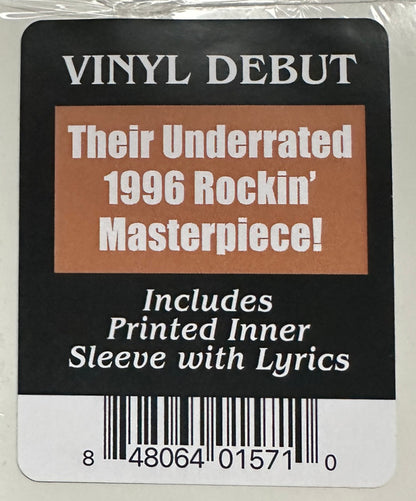 VINYL DEBUT
Their Underrated
1996 Rockin'
Masterpiece!
Includes
Printed Inner
Sleeve with Lyrics
8 48064 01571 0